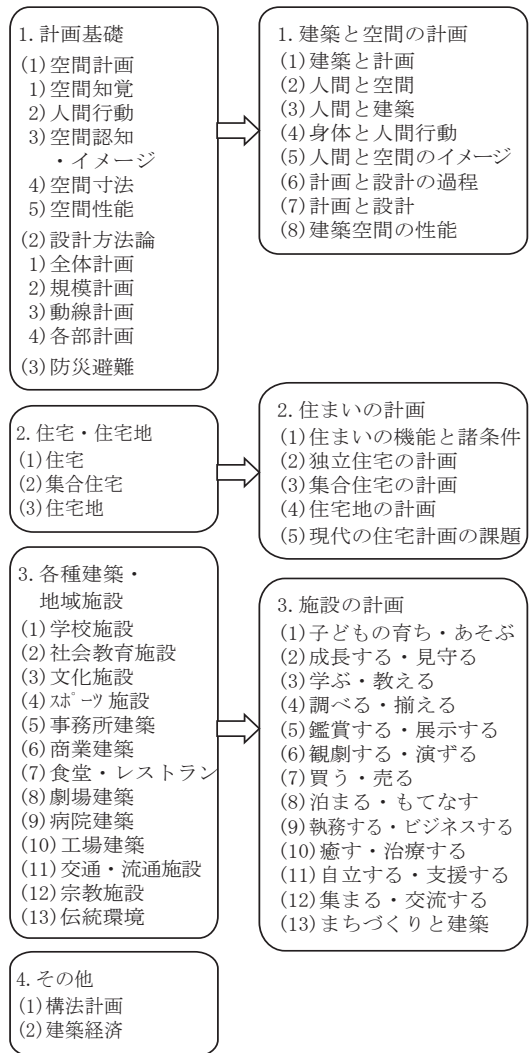 1.計画基礎
(1)空間計画
1)空間知覚
2)人間行動
3)空間認知
・イメージ
4)空間寸法
5)空間性能
(2)設計方法論
1)全体計画
2)規模計画
3)動線計画
4)各部計画
(3)防災避難
1.建築と空間の計画
(1)建築と計画
(2)人間と空間
(3)人間と建築
(4)身体と人間行動
(5)人間と空間のイメージ
(6)計画と設計の過程
(7)計画と設計
(8)建築空間の性能
2.住宅・住宅地
(1)住宅
(2)集合住宅
(3)住宅地
2.住まいの計画
(1)住まいの機能と諸条件
(2)独立住宅の計画
(3)集合住宅の計画
(4)住宅地の計画
(5)現代の住宅計画の課題
3.各種建築・
地域施設
(1)学校施設
(2)社会教育施設
(3)文化施設
(4)スポーツ施設
(5)事務所建築
(6)商業建築
(7)食堂・レストラン
(8)劇場建築
(9)病院建築
(10)工場建築
(11)交通・流通施設
(12)宗教施設
(13)伝統環境
3.施設の計画
(1)子どもの育ち・あそぶ
(2)成長する・見守る
(3)学ぶ・教える
(4)調べる・揃える
(5)鑑賞する・展示する
(6)観劇する・演ずる
(7)買う・売る
(8)泊まる・もてなす
(9)執務する・ビジネスする
(10)癒す・治療する
(11)自立する・支援する
(12)集まる・交流する
(13)まちづくりと建築
4.その他
(1)構法計画
(2)建築経済